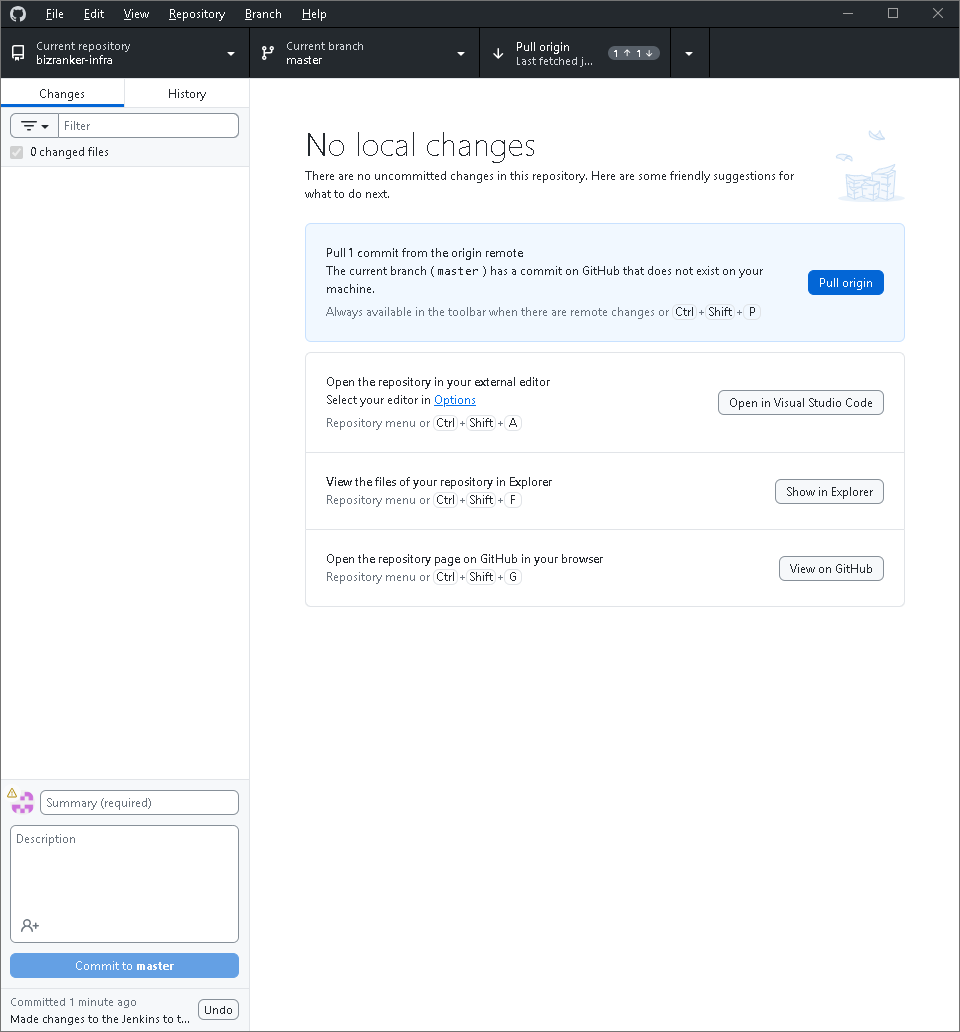 File Edit View Repository Branch Help
Current repository
bizranker-infra
Current branch
master
Pull origin
Last fetched j...
1 ↑ 1 ↓
Changes
History
Filter
0 changed files
No local changes
There are no uncommitted changes in this repository. Here are some friendly suggestions for
what to do next.
Pull 1 commit from the origin remote
The current branch ( master ) has a commit on GitHub that does not exist on your
machine.
Always available in the toolbar when there are remote changes or Ctrl + Shift + P
Pull origin
Open the repository in your external editor
Select your editor in Options
Repository menu or Ctrl + Shift + A
Open in Visual Studio Code
View the files of your repository in Explorer
Repository menu or Ctrl + Shift + F
Show in Explorer
Open the repository page on GitHub in your browser
Repository menu or Ctrl + Shift + G
View on GitHub
Summary (required)
Description
Commit to master
Committed 1 minute ago
Made changes to the Jenkins to t...
Undo